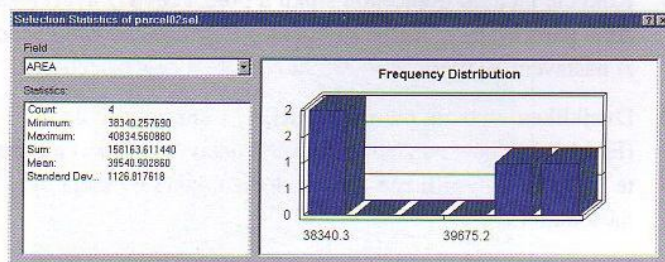 Selection Statistics of parcel02sel
Field
AREA
Statistics:
Count: 4
Minimum: 38340.257690
Maximum: 40834.560880
Sum: 158163.611440
Mean: 39540.902860
Standard Dev... 1126.817618
Frequency Distribution
2
2
1
1
0
38340.3 39675.2